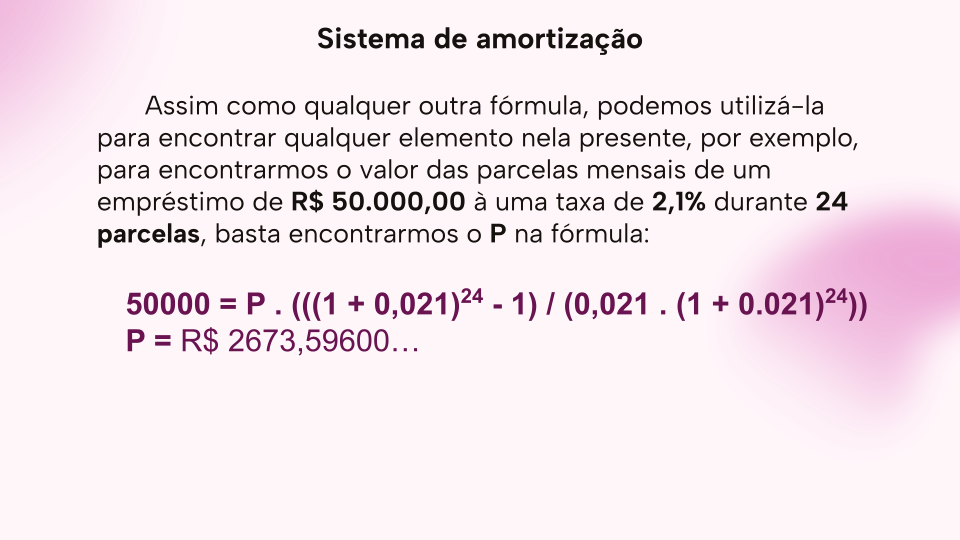 Sistema de amortização
Assim como qualquer outra fórmula, podemos utilizá-la
para encontrar qualquer elemento nela presente, por exemplo,
para encontrarmos o valor das parcelas mensais de um
empréstimo de R$ 50.000,00 à uma taxa de 2,1% durante 24
parcelas, basta encontrarmos o P na fórmula:
50000 = P . (((1 + 0,021)²⁴ - 1) / (0,021 . (1 + 0.021)²⁴))
P = R$ 2673,59600…